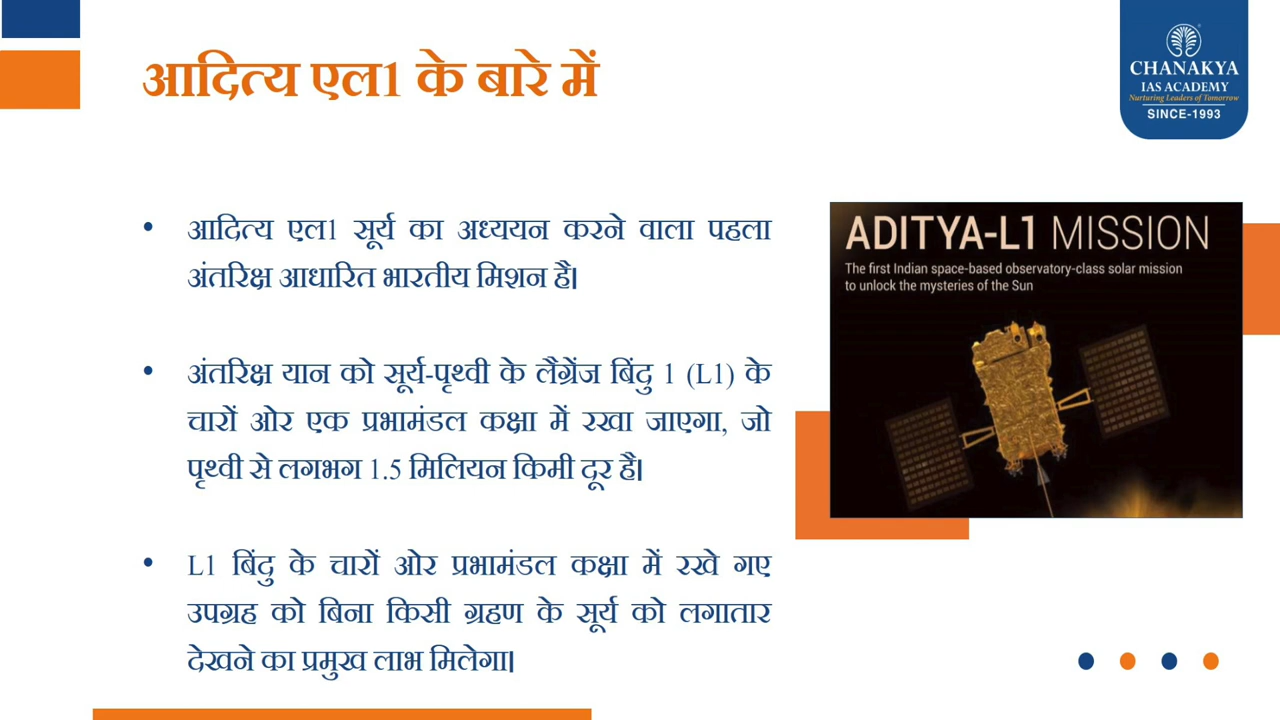 आदित्य एल1 के बारे में
CHANAKYA
IAS ACADEMY
Nurturing Leaders of Tomorrow
SINCE-1993
• आदित्य एल1 सूर्य का अध्ययन करने वाला पहला
अंतरिक्ष आधारित भारतीय मिशन है।
• अंतरिक्ष यान को सूर्य-पृथ्वी के लैग्रेंज बिंदु 1 (L1) के
चारों ओर एक प्रभामंडल कक्षा में रखा जाएगा, जो
पृथ्वी से लगभग 1.5 मिलियन किमी दूर है।
• L1 बिंदु के चारों ओर प्रभामंडल कक्षा में रखे गए
उपग्रह को बिना किसी ग्रहण के सूर्य को लगातार
देखने का प्रमुख लाभ मिलेगा।
ADITYA-L1 MISSION
The first Indian space-based observatory-class solar mission
to unlock the mysteries of the Sun